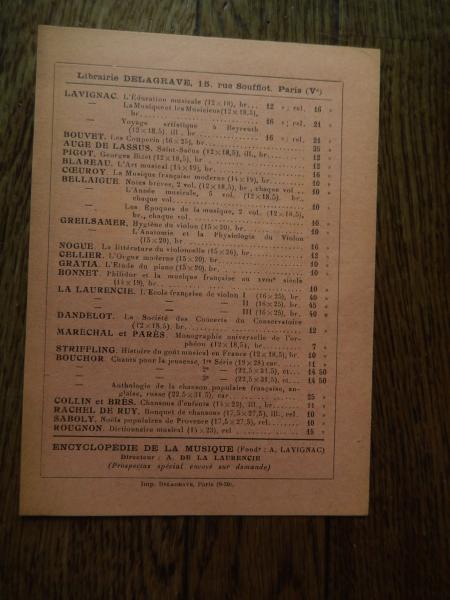 Librairie DELAGRAVE, 15, rue Soufflot, Paris (Vᵉ)
LAVIGNAC. L'Éducation musicale (12×18), br... 12 »; rel. 16 »
— La Musique et les Musiciens (12×18,5), br. 16 »; rel. 21 »
— Voyage artistique à Bayreuth (12×18,5) ill., br. 16 »; rel. 21 »
BOUVET. Les Couperin (16×25), br. 35 »
AUGE DE LASSUS. Saint-Saëns (12×18,5), ill., br. 12 »
PIGOT. Georges Bizet (12×18,5), br. 12 »
BLAREAU. L'Art musical (14×19), br. 16 »
CŒUROY. La Musique française moderne (14×19), br. 10 »
BELLAIGUE. Notes brèves, 2 vol. (12×18,5), br., chaque vol. 10 »
— L'Année musicale, 5 vol. (12×18,5). br., chaque vol. 10 »
— Les Époques de la musique, 2 vol. (12×18,5), br., chaque vol. 10 »
GREILSAMER. Hygiène du violon (15×20), br. 10 »
— L'Anatomie et la Physiologie du Violon (15×20), br. 16 »
NOGUE. La littérature du violoncelle (15×20), br. 12 »
CELLIER. L'Orgue moderne (15×20), br. 10 »
GRATIA. L'Étude du piano (15×20), br. 10 »
BONNET. Philidor et la musique française au XVIIIᵉ siècle (14×19), br. 10 »
LA LAURENCIE. L'École française de violon I (16×25), br. 40 »
— — — II (16×25), br. 45 »
— — — III (16×25), br. 40 »
DANDELOT. La Société des Concerts du Conservatoire (12×18,5), br. 12 »
MARÉCHAL et PARÈS. Monographie universelle de l'orphéon (12×18,5), br. 7 »
STRIFFLING. Histoire du goût musical en France (12×18,5), br. 10 »
BOUCHOR. Chants pour la jeunesse, 1ʳᵉ Série (19×28) cart. 11 »
— — 2ᵉ — (22,5×31,5), ct. 14 50
— — 3ᵉ — (22,5×31,5), ct. 14 50
— Anthologie de la chanson populaire française, anglaise, russe (22,5×31,5), car. 25 »
COLLIN et BRÈS. Chansons d'enfants (14×23), ill., br. 11 »
RACHEL DE RUY. Bouquet de chansons (17,5×27,5), ill., rel. 10 »
SABOLY. Noëls populaires de Provence (17,5×27,5), rel. 10 »
ROUGNON. Dictionnaire musical (15×23), rel. 15 »
ENCYCLOPÉDIE DE LA MUSIQUE (Fondʳ : A. LAVIGNAC)
Directeur : A. DE LA LAURENCIE
(Prospectus spécial envoyé sur demande)
Imp. DELAGRAVE, Paris (9-30).